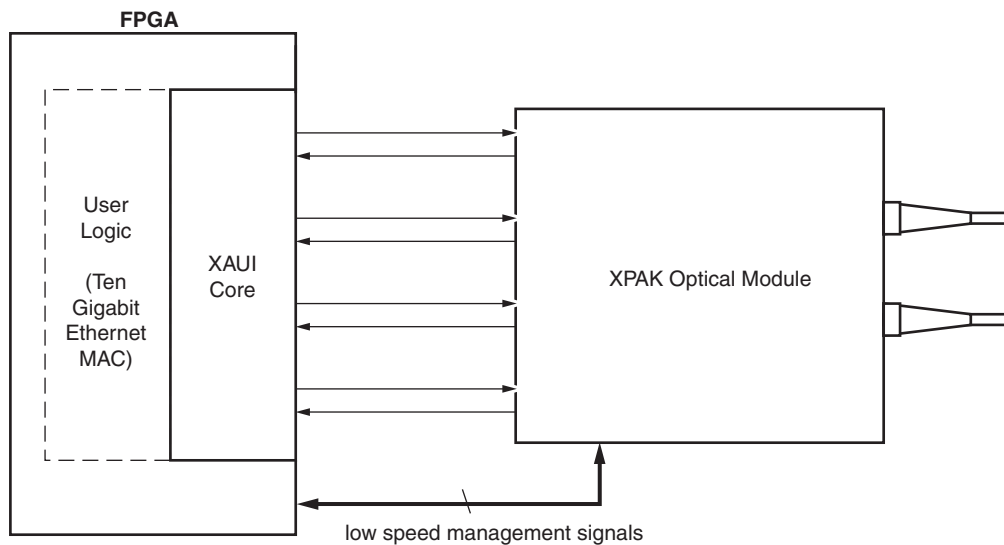 FPGA
User
Logic
(Ten
Gigabit
Ethernet
MAC)
XAUI
Core
XPAK Optical Module
low speed management signals